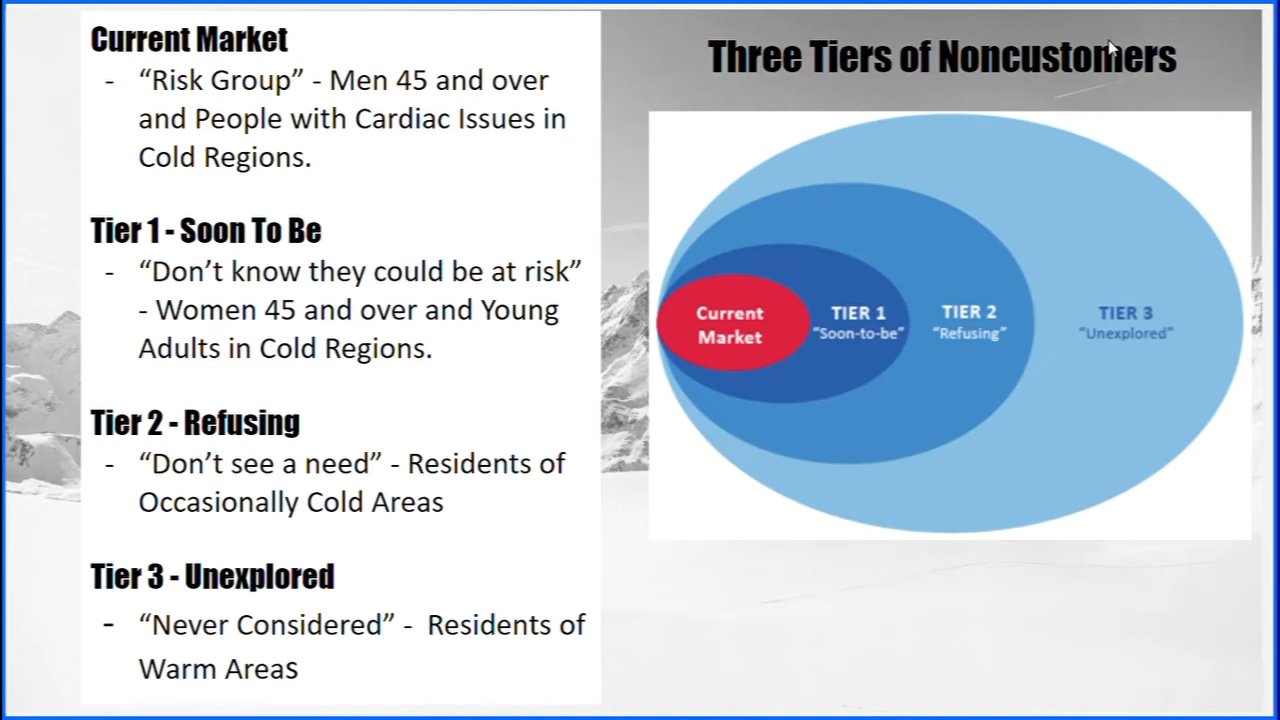 Current Market
- “Risk Group” - Men 45 and over
and People with Cardiac Issues in
Cold Regions.
Tier 1 - Soon To Be
- “Don’t know they could be at risk”
- Women 45 and over and Young
Adults in Cold Regions.
Tier 2 - Refusing
- “Don’t see a need” - Residents of
Occasionally Cold Areas
Tier 3 - Unexplored
- “Never Considered” - Residents of
Warm Areas
Three Tiers of Noncustomers
Current
Market
TIER 1
“Soon-to-be”
TIER 2
“Refusing”
TIER 3
“Unexplored”